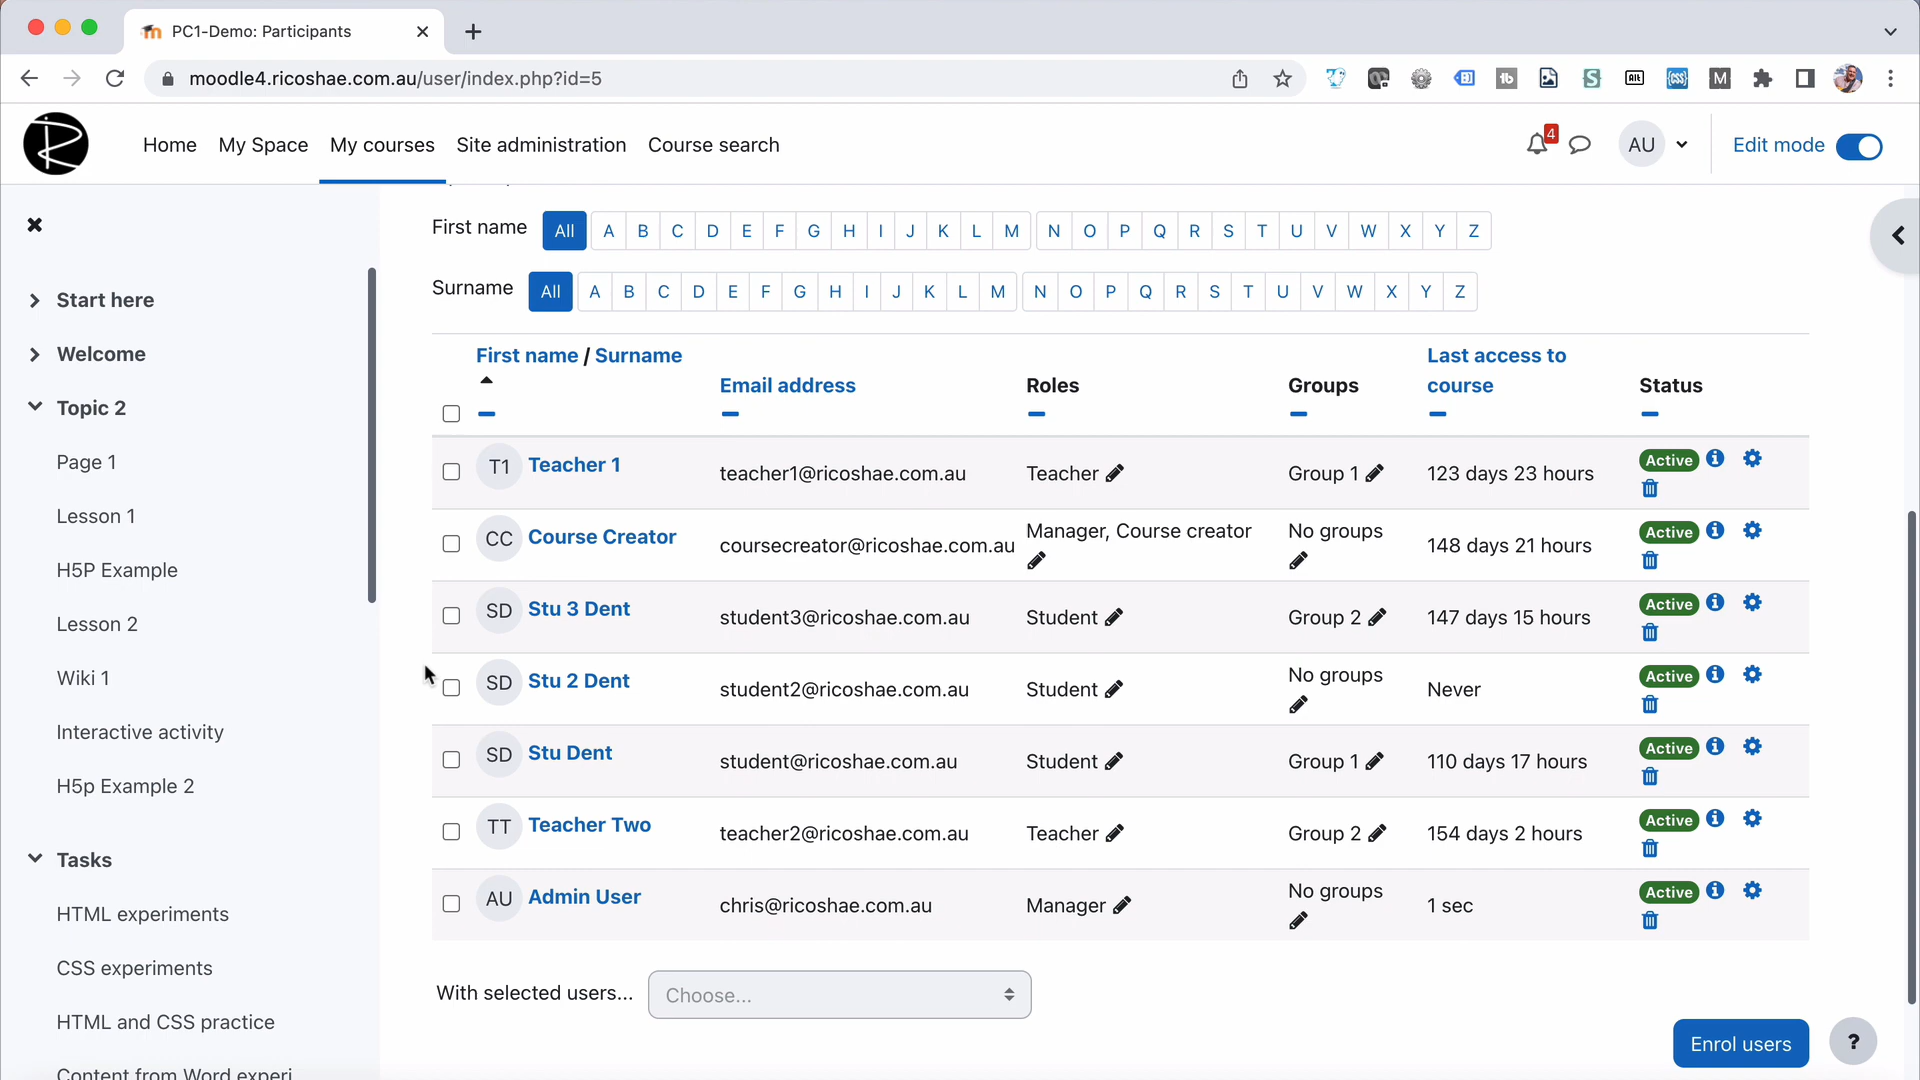 PC1-Demo: Participants
moodle4.ricoshae.com.au/user/index.php?id=5
Home My Space My courses Site administration Course search 4 AU Edit mode
First name All A B C D E F G H I J K L M N O P Q R S T U V W X Y Z
Surname All A B C D E F G H I J K L M N O P Q R S T U V W X Y Z
Start here
Welcome
Topic 2
Page 1
Lesson 1
H5P Example
Lesson 2
Wiki 1
Interactive activity
H5p Example 2
Tasks
HTML experiments
CSS experiments
HTML and CSS practice
Content from Word experi
First name / Surname Email address Roles Groups Last access to course Status
T1 Teacher 1 teacher1@ricoshae.com.au Teacher Group 1 123 days 23 hours Active
CC Course Creator coursecreator@ricoshae.com.au Manager, Course creator No groups 148 days 21 hours Active
SD Stu 3 Dent student3@ricoshae.com.au Student Group 2 147 days 15 hours Active
SD Stu 2 Dent student2@ricoshae.com.au Student No groups Never Active
SD Stu Dent student@ricoshae.com.au Student Group 1 110 days 17 hours Active
TT Teacher Two teacher2@ricoshae.com.au Teacher Group 2 154 days 2 hours Active
AU Admin User chris@ricoshae.com.au Manager No groups 1 sec Active
With selected users... Choose...
Enrol users ?